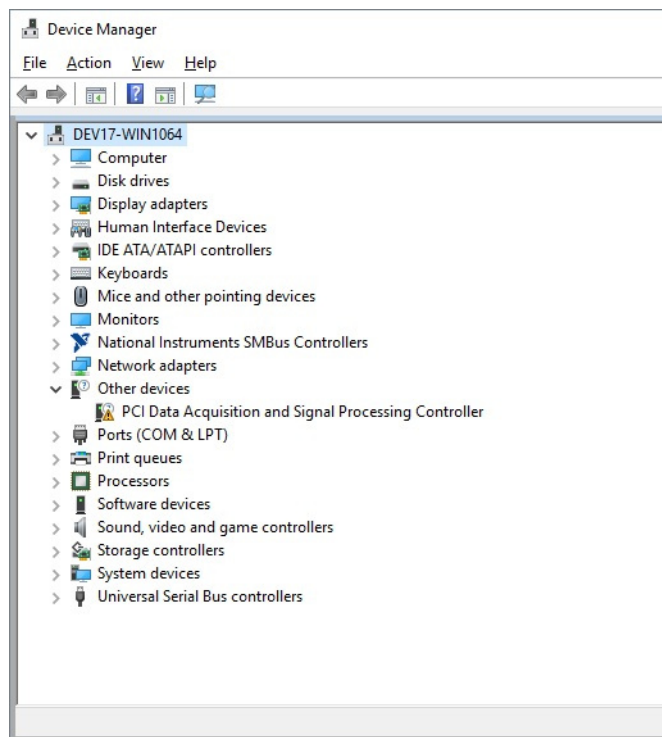 Device Manager
File Action View Help
DEV17-WIN1064
Computer
Disk drives
Display adapters
Human Interface Devices
IDE ATA/ATAPI controllers
Keyboards
Mice and other pointing devices
Monitors
National Instruments SMBus Controllers
Network adapters
Other devices
PCI Data Acquisition and Signal Processing Controller
Ports (COM & LPT)
Print queues
Processors
Software devices
Sound, video and game controllers
Storage controllers
System devices
Universal Serial Bus controllers